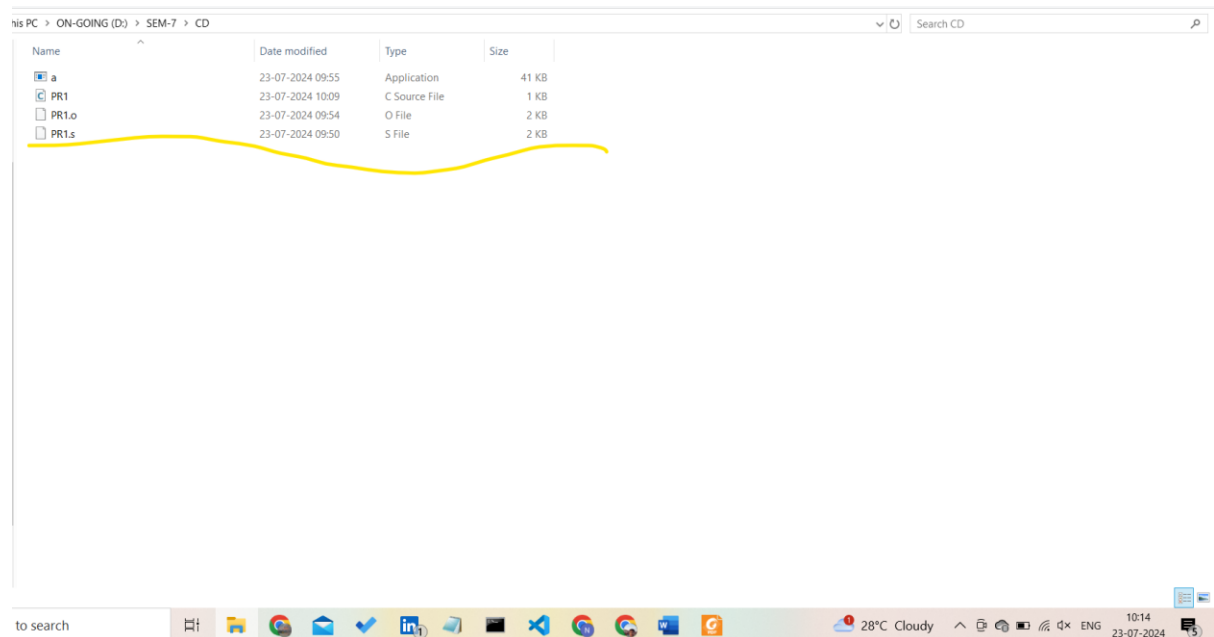 his PC > ON-GOING (D:) > SEM-7 > CD
Search CD
Name Date modified Type Size
a 23-07-2024 09:55 Application 41 KB
PR1 23-07-2024 10:09 C Source File 1 KB
PR1.o 23-07-2024 09:54 O File 2 KB
PR1.s 23-07-2024 09:50 S File 2 KB
to search
28°C Cloudy
ENG
10:14
23-07-2024